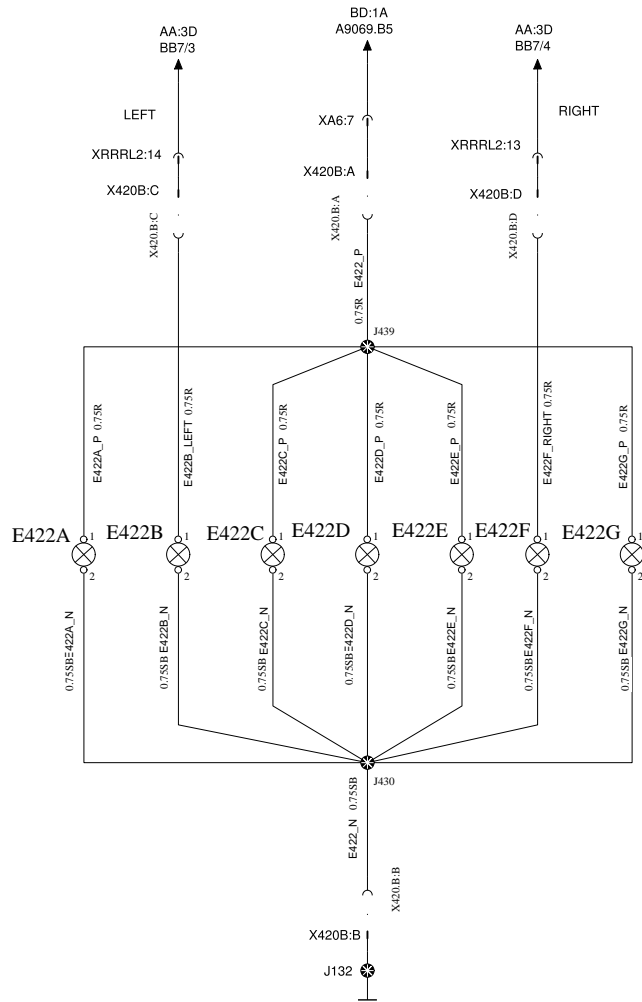 AA:3D
BB7/3
BD:1A
A9069.B5
AA:3D
BB7/4
LEFT
RIGHT
XA6:7
XRRRL2:14
XRRRL2:13
X420B:A
X420B:C
X420B:D
X420.B:C
X420.B:A
X420.B:D
E422_P
0.75R
J439
E422A_P 0.75R
E422B_LEFT 0.75R
E422C_P 0.75R
E422D_P 0.75R
E422E_P 0.75R
E422F_RIGHT 0.75R
E422G_P 0.75R
E422A 1
E422B 1
E422C 1
E422D 1
E422E 1
E422F 1
E422G 1
2
2
2
2
2
2
2
0.75SB E422A_N
0.75SB E422B_N
0.75SB E422C_N
0.75SB E422D_N
0.75SB E422E_N
0.75SB E422F_N
0.75SB E422G_N
J430
E422_N 0.75SB
X420.B:B
X420B:B
J132